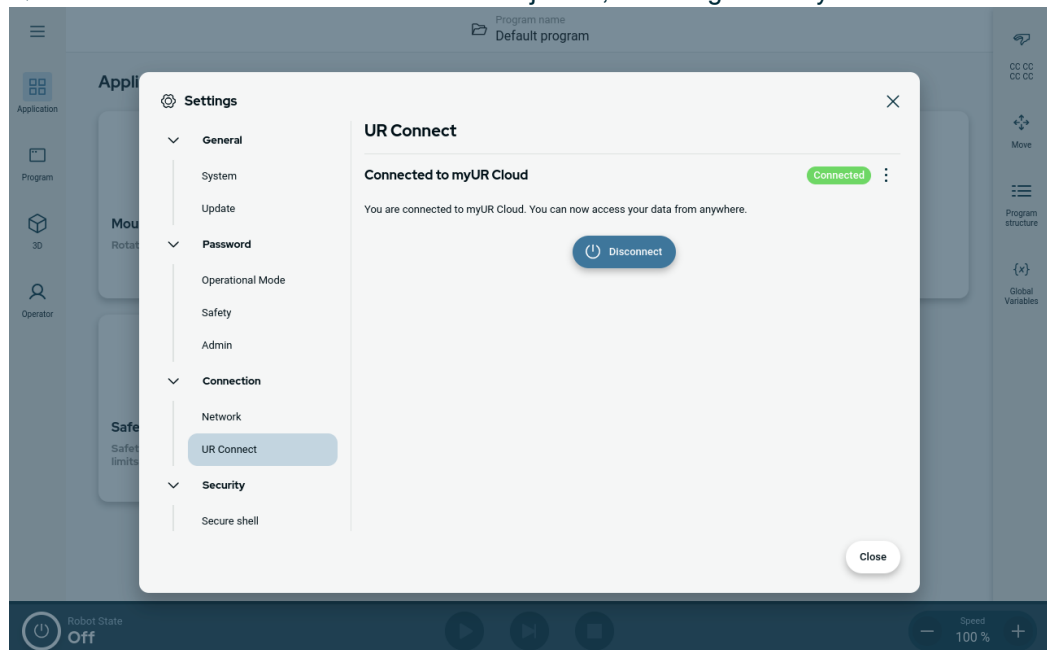 Program name
Default program
Appli
Application
Program
3D
Operator
Mou
Rotat
Safe
Safet
limits
Settings
General
System
Update
Password
Operational Mode
Safety
Admin
Connection
Network
UR Connect
Security
Secure shell
UR Connect
Connected to myUR Cloud
Connected
You are connected to myUR Cloud. You can now access your data from anywhere.
Disconnect
Close
CC CC
CC CC
Move
Program
structure
{x}
Global
Variables
Robot State
Off
Speed
100 %